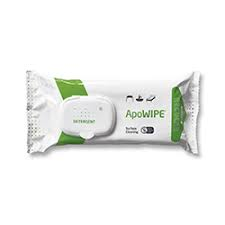 DETERGENT
ApoWIPE
Surface
Cleaning